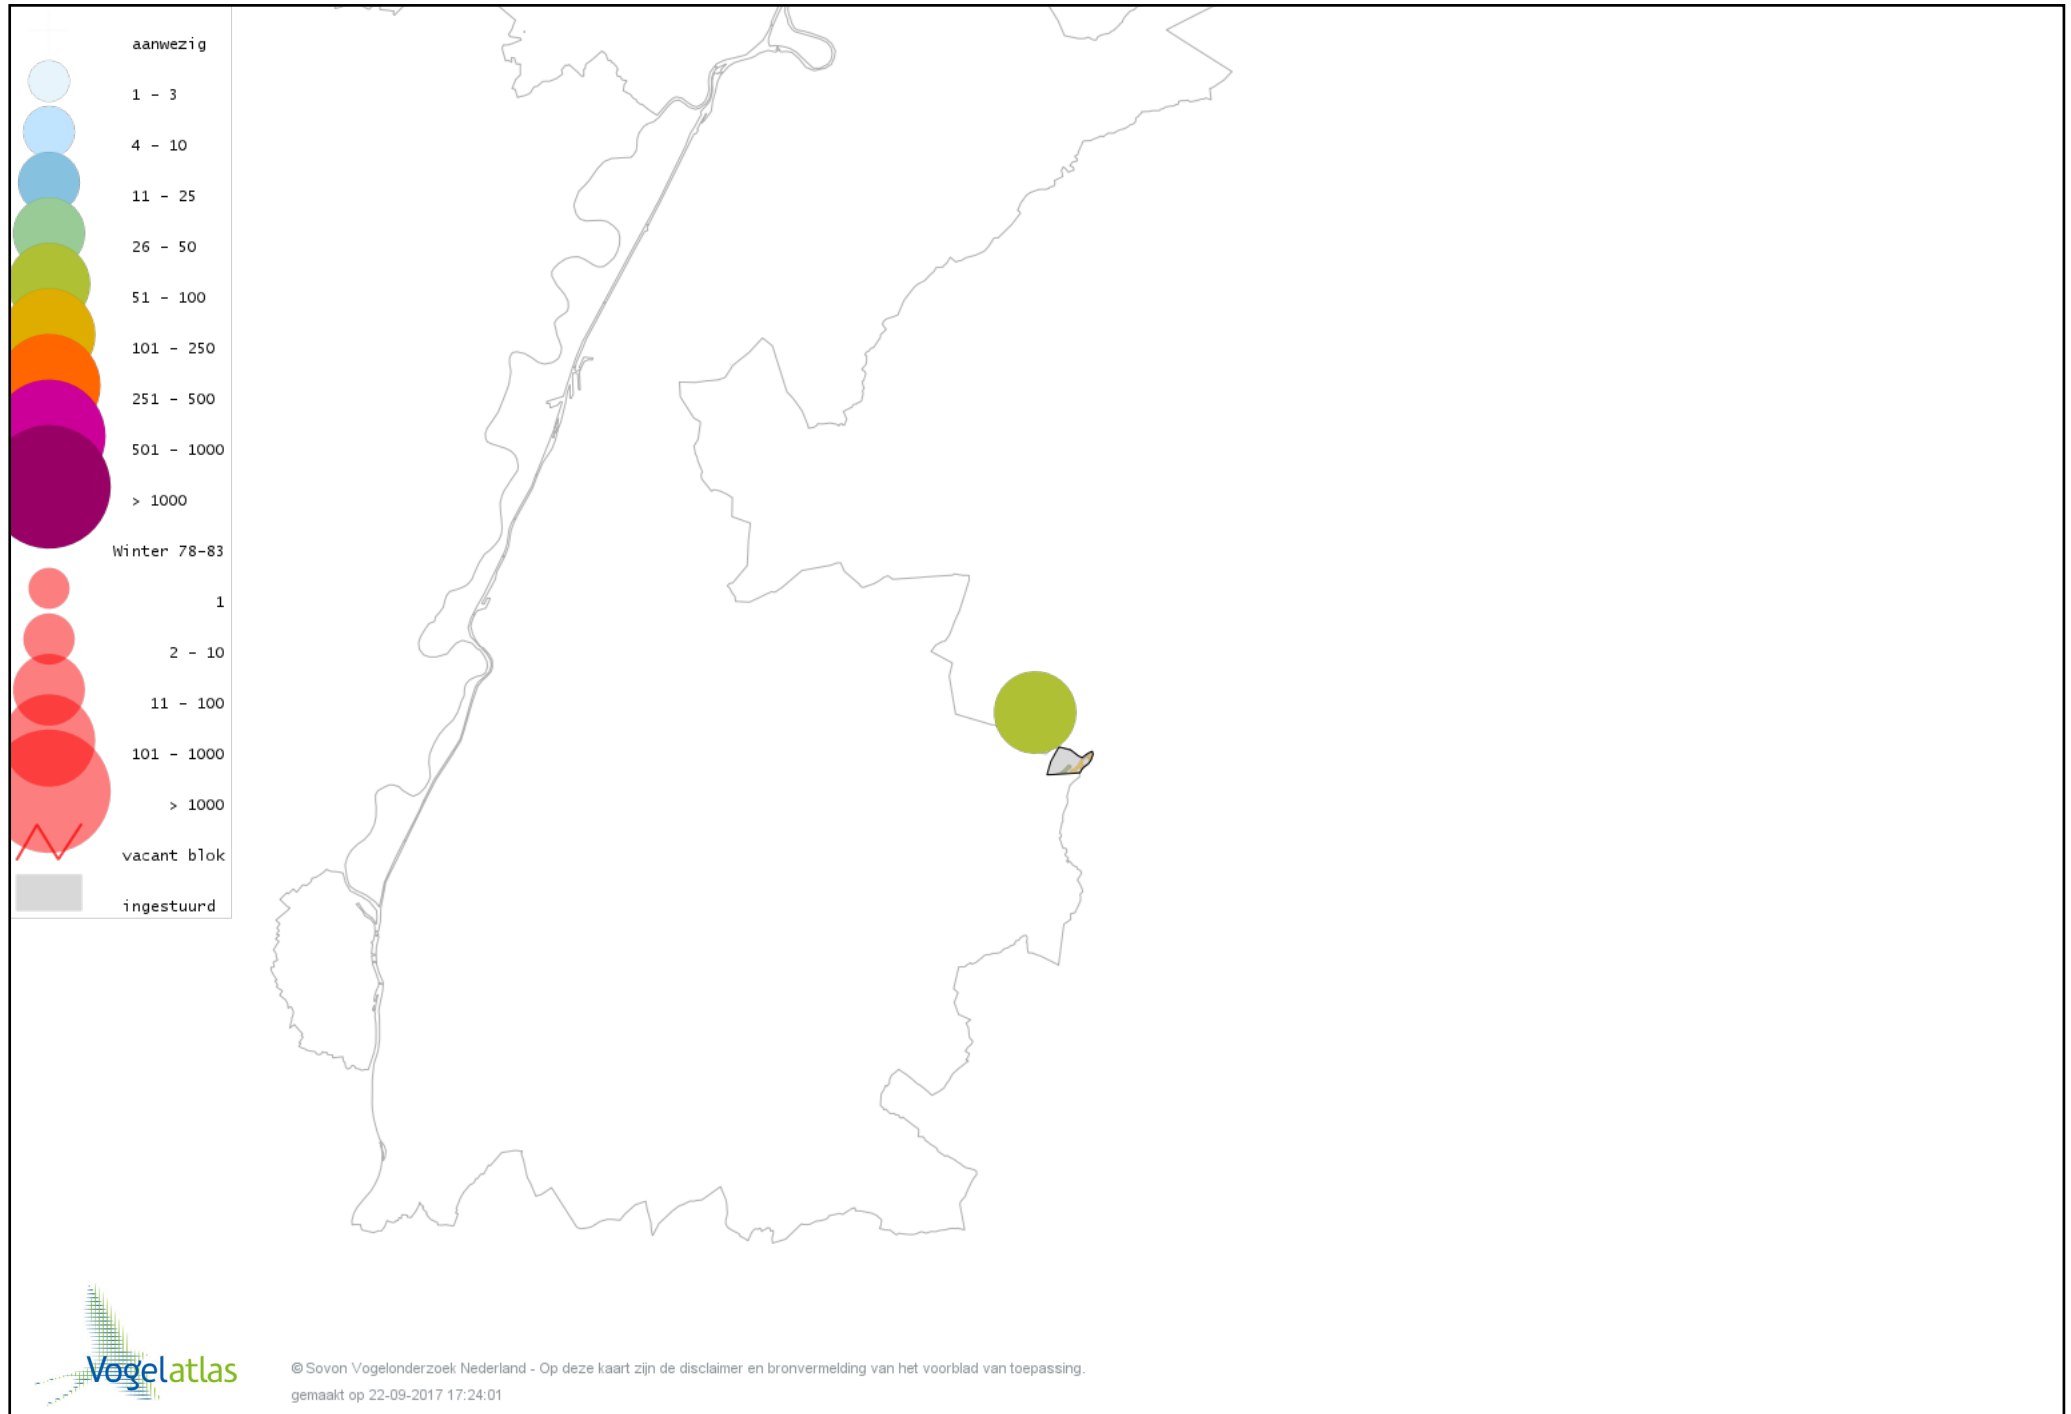 aanwezig
1 - 3
4 - 10
11 - 25
26 - 50
51 - 100
101 - 250
251 - 500
501 - 1000
> 1000
Winter 78-83
1
2 - 10
11 - 100
101 - 1000
> 1000
vacant blok
ingestuurd
Vogelatlas
© Sovon Vogelonderzoek Nederland - Op deze kaart zijn de disclaimer en bronvermelding van het voorblad van toepassing.
gemaakt op 22-09-2017 17:24:01